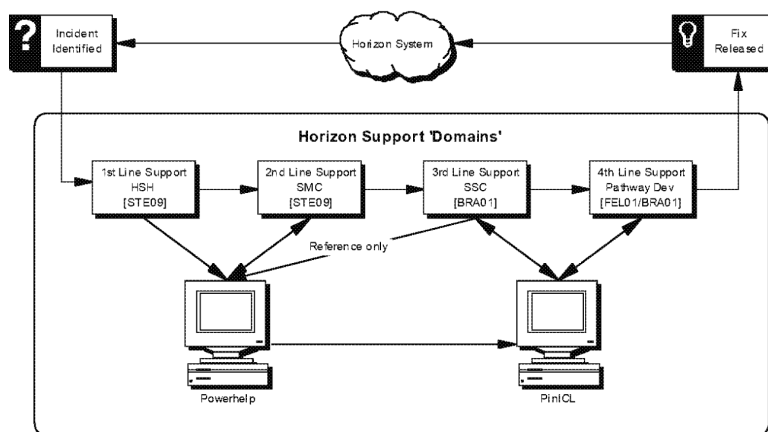 ?
Incident
Identified
Horizon System
Fix
Released
Horizon Support 'Domains'
1st Line Support
HSH
[STE09]
2nd Line Support
SMC
[STE09]
3rd Line Support
SSC
[BRA01]
4th Line Support
Pathway Dev
[FEL01/BRA01]
Reference only
Powerhelp
PinICL